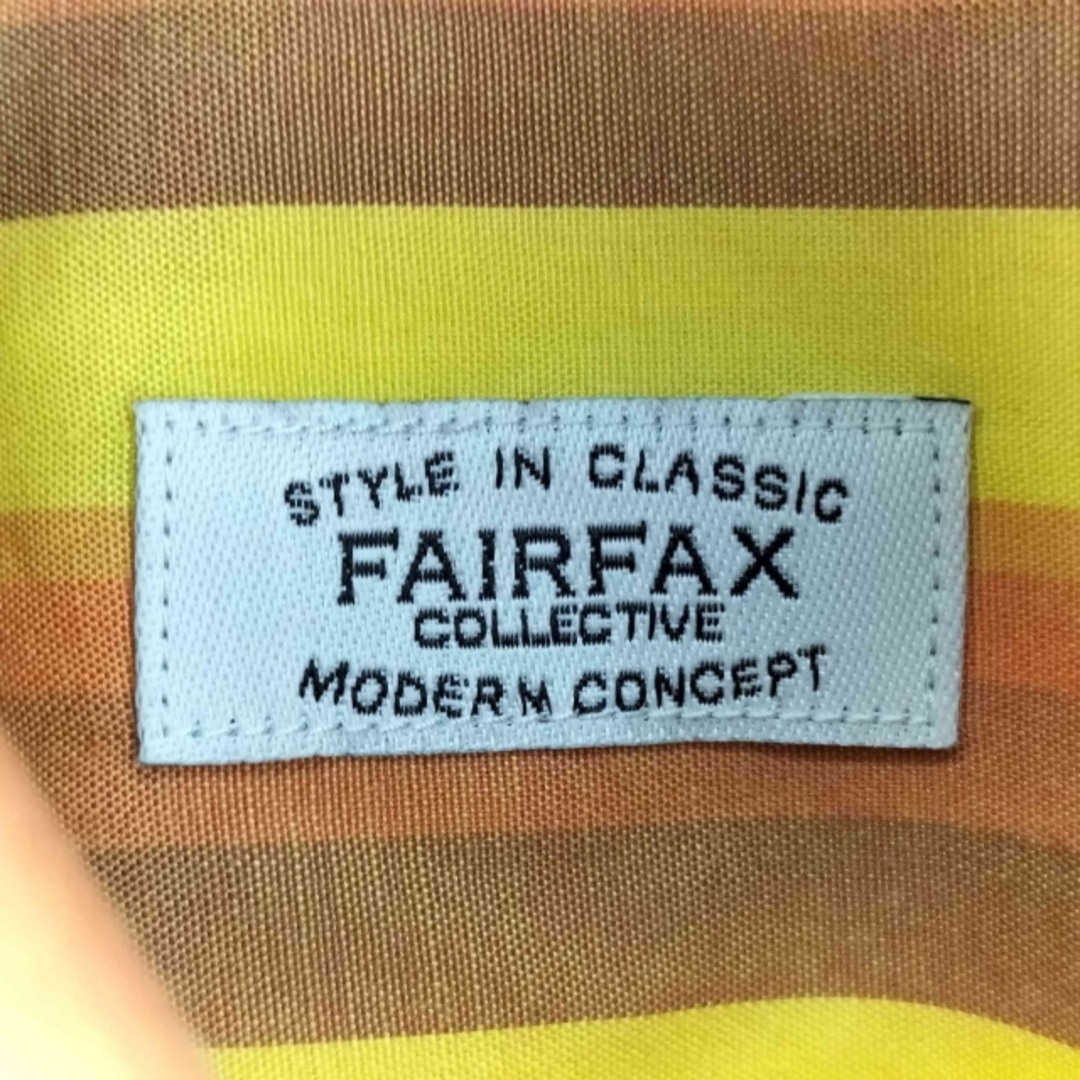 STYLE IN CLASSIC
FAIRFAX
COLLECTIVE
MODERN CONCEPT